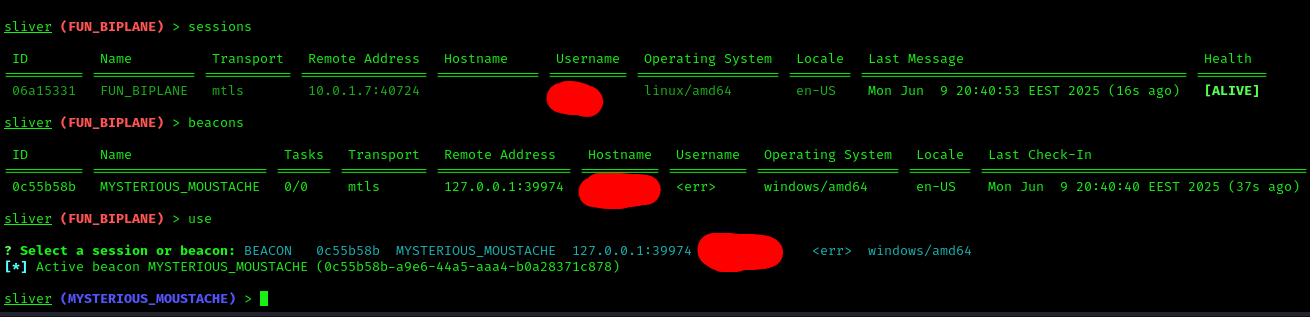 sliver (FUN_BIPLANE) > sessions
ID Name Transport Remote Address Hostname Username Operating System Locale Last Message Health
06a15331 FUN_BIPLANE mtls 10.0.1.7:40724 linux/amd64 en-US Mon Jun 9 20:40:53 EEST 2025 (16s ago) [ALIVE]
sliver (FUN_BIPLANE) > beacons
ID Name Tasks Transport Remote Address Hostname Username Operating System Locale Last Check-In
0c55b58b MYSTERIOUS_MOUSTACHE 0/0 mtls 127.0.0.1:39974 <err> windows/amd64 en-US Mon Jun 9 20:40:40 EEST 2025 (37s ago)
sliver (FUN_BIPLANE) > use
? Select a session or beacon: BEACON 0c55b58b MYSTERIOUS_MOUSTACHE 127.0.0.1:39974 <err> windows/amd64
[*] Active beacon MYSTERIOUS_MOUSTACHE (0c55b58b-a9e6-44a5-aaa4-b0a28371c878)
sliver (MYSTERIOUS_MOUSTACHE) >